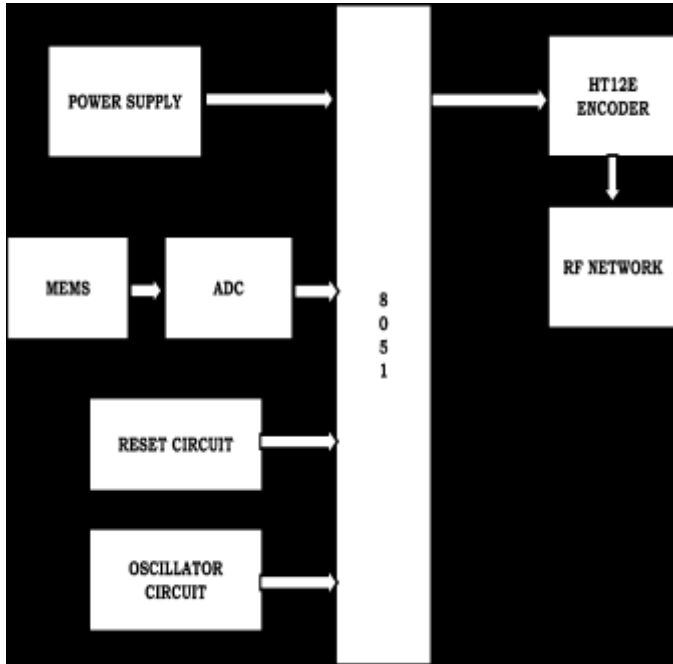 POWER SUPPLY
HT12E
ENCODER
MEMS
ADC
RF NETWORK
8
0
5
1
RESET CIRCUIT
OSCILLATOR
CIRCUIT